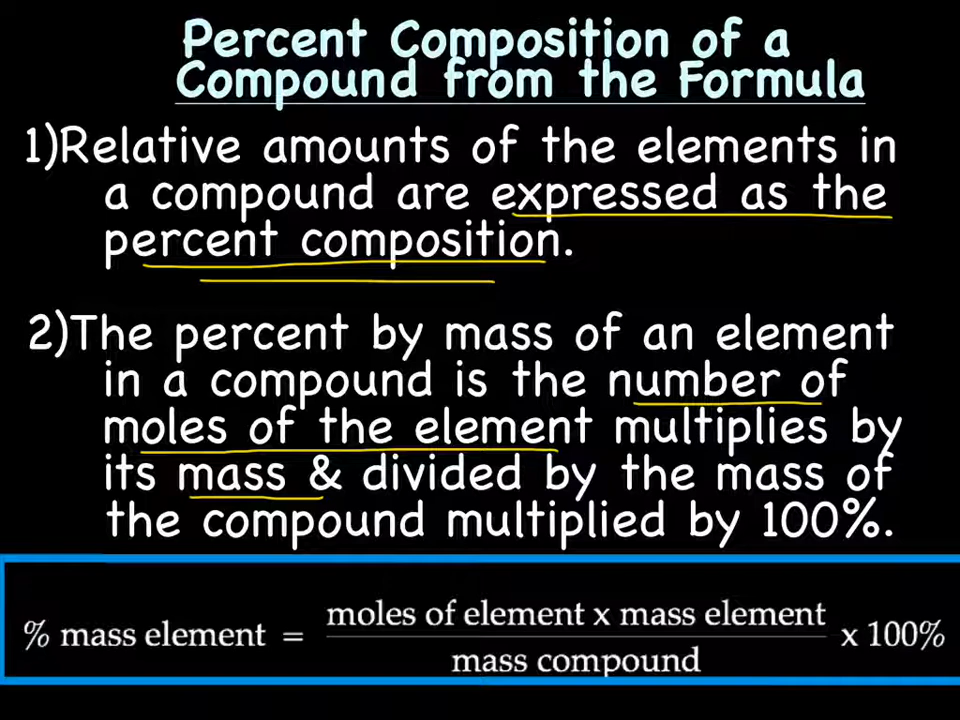 Percent Composition of a
Compound from the Formula
1)Relative amounts of the elements in
a compound are expressed as the
percent composition.
2)The percent by mass of an element
in a compound is the number of
moles of the element multiplies by
its mass & divided by the mass of
the compound multiplied by 100%.
% mass element = moles of element x mass element x 100%
mass compound